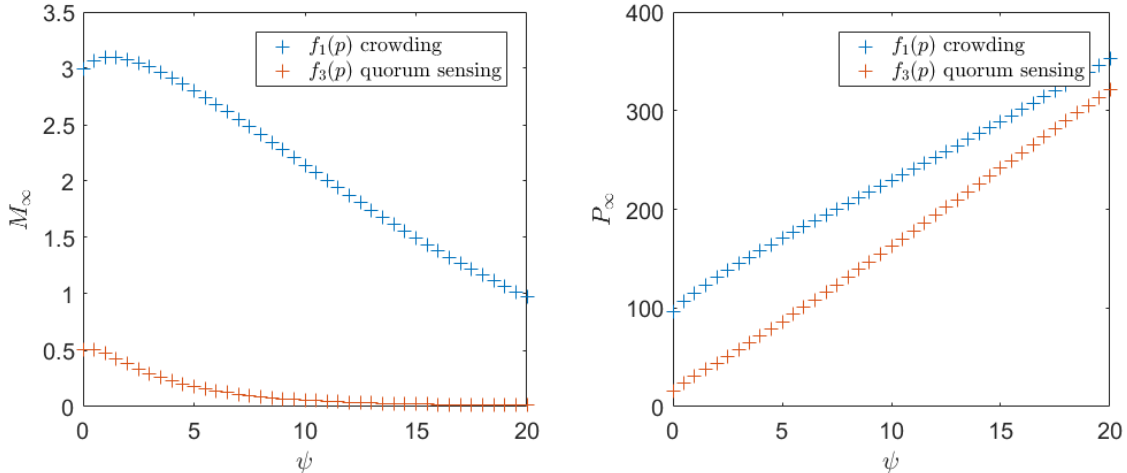 3.5
3
2.5
2
1.5
1
0.5
0
M∞
0 5 10 15 20
ψ
f₁(p) crowding
f₃(p) quorum sensing
400
300
200
100
0
P∞
0 5 10 15 20
ψ
f₁(p) crowding
f₃(p) quorum sensing